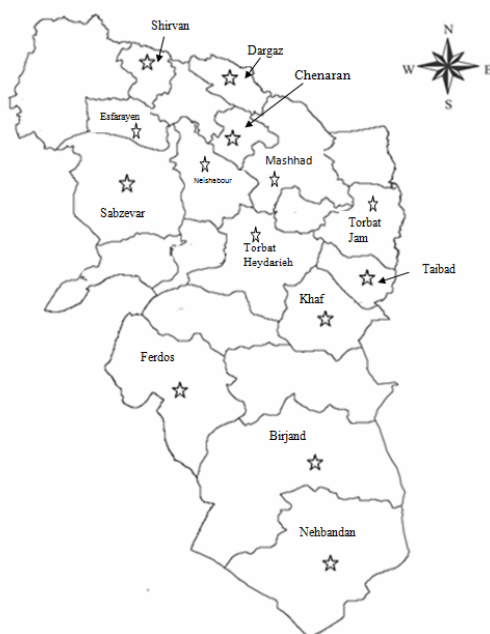 Shirvan
Dargaz
Chenaran
N
W E
S
Esfarayen
Mashhad
Neishabour
Sabzevar
Torbat
Jam
Torbat
Heydarieh
Taibad
Khaf
Ferdos
Birjand
Nehbandan